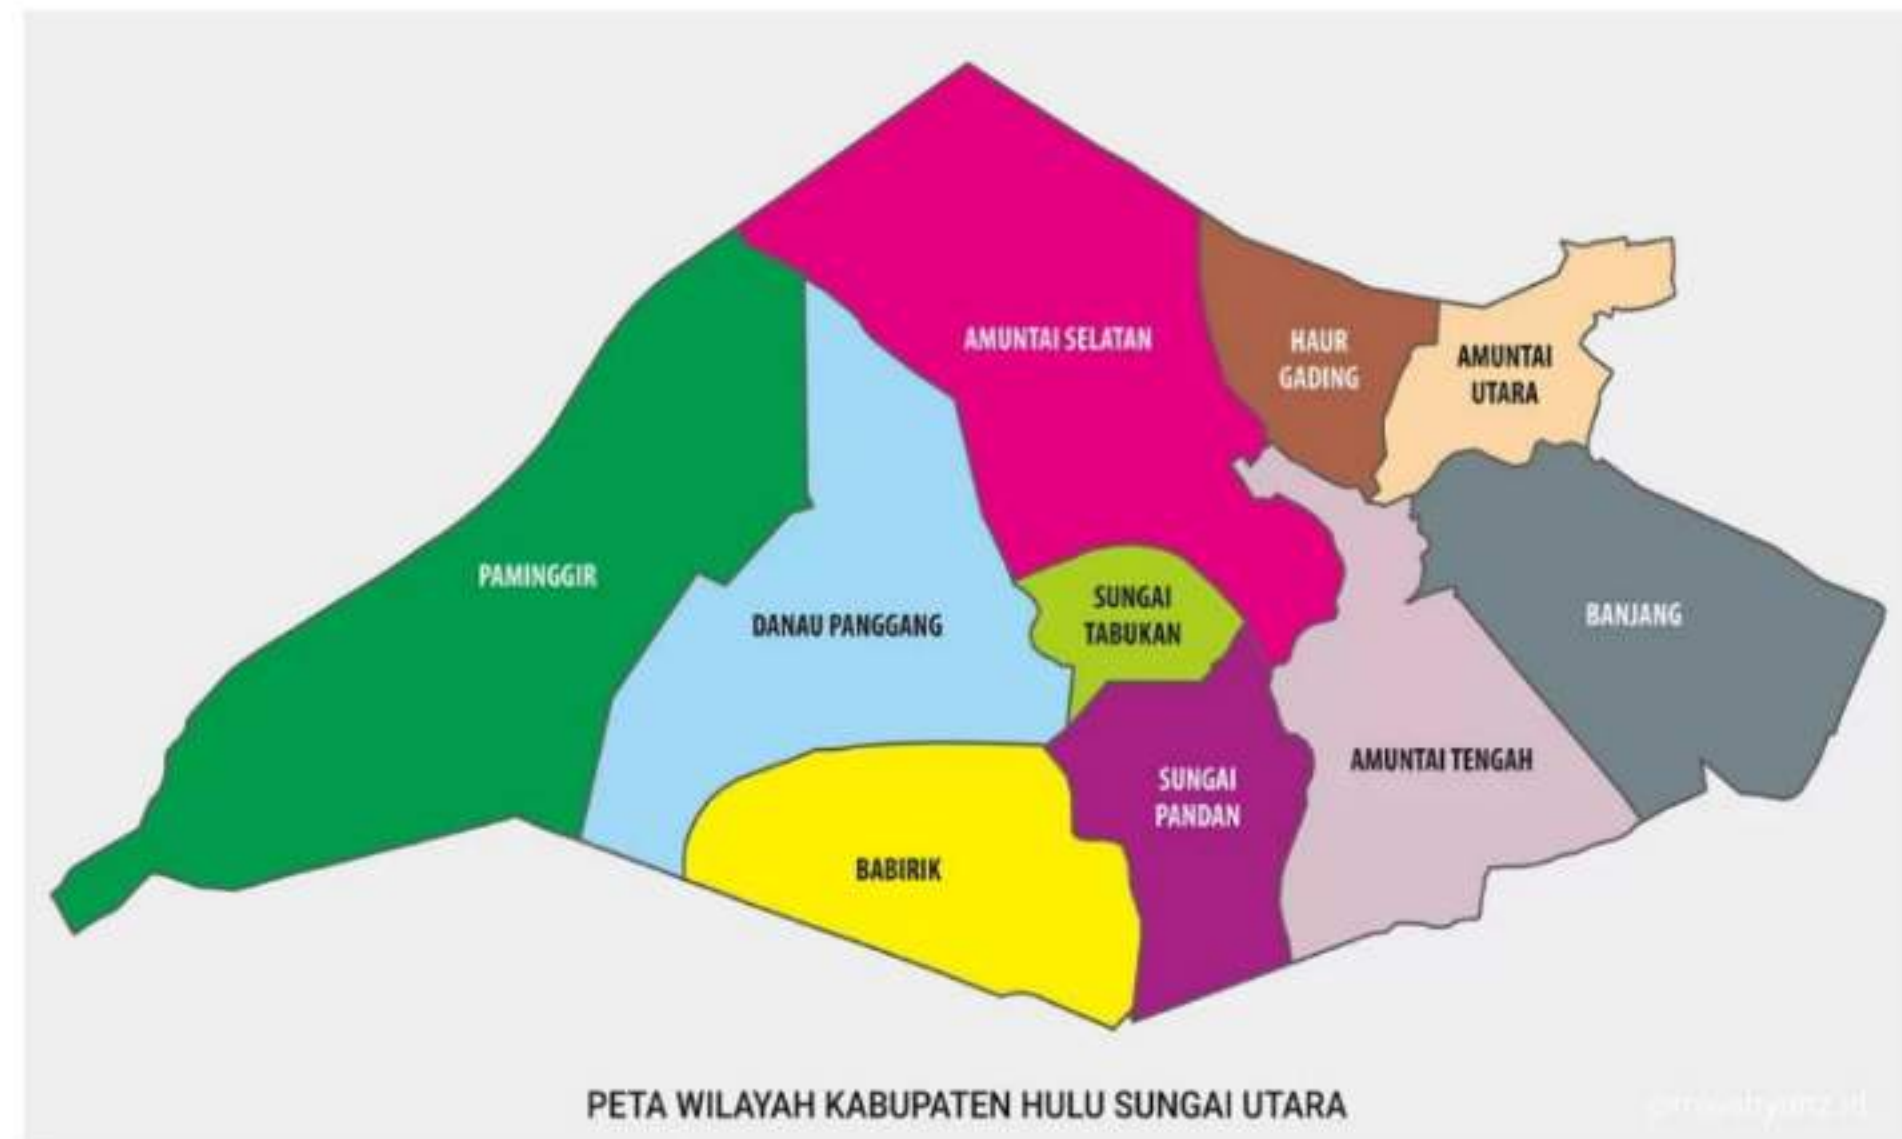 AMUNTAI SELATAN
HAUR
GADING
AMUNTAI
UTARA
PAMINGGIR
DANAU PANGGANG
SUNGAI
TABUKAN
BANJANG
AMUNTAI TENGAH
SUNGAI
PANDAN
BABIRIK
PETA WILAYAH KABUPATEN HULU SUNGAI UTARA